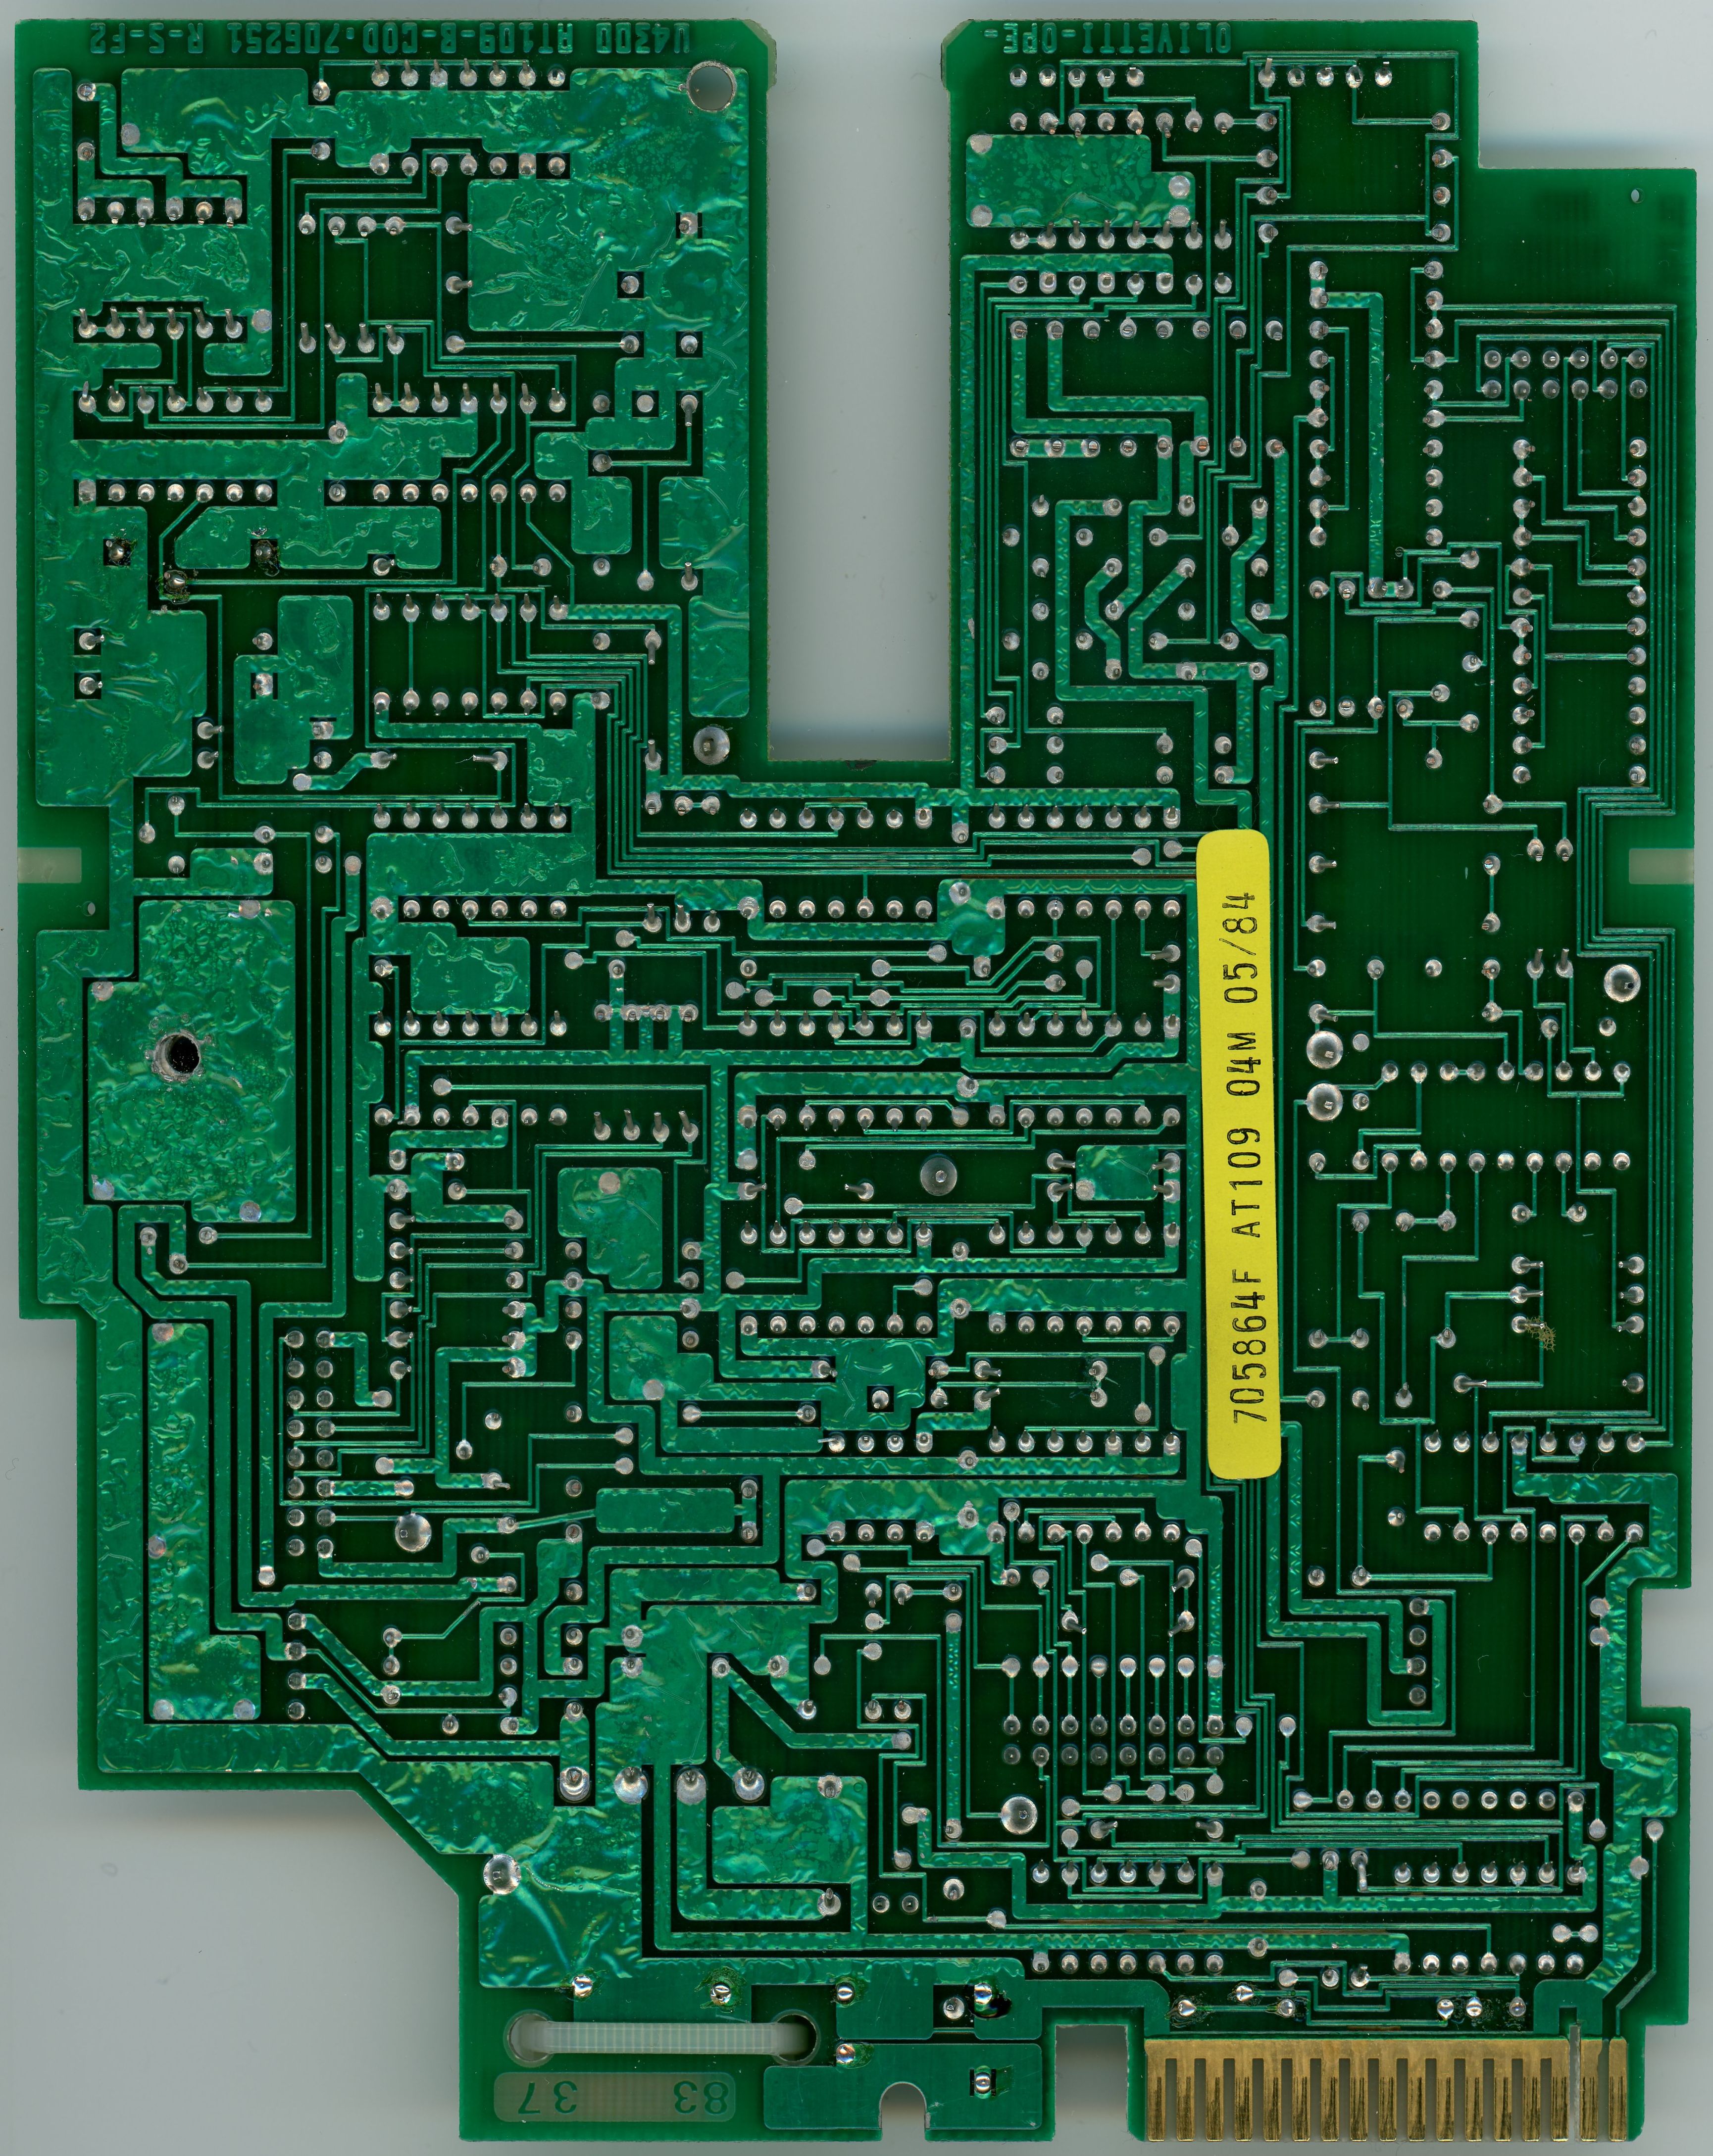 OLIVETTI-OPE-
U4300 AT109-B-COD.706251 R-S-F2
705864F AT109 04M 05/84
83 37